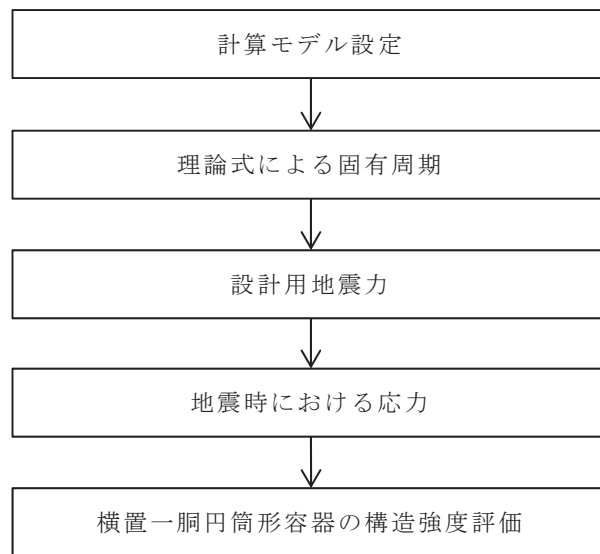 計算モデル設定
理論式による固有周期
設計用地震力
地震時における応力
横置一胴円筒形容器の構造強度評価